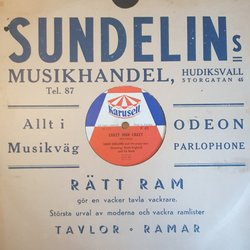 SUNDELINs
MUSIKHANDEL, HUDIKSVALL
STORGATAN 45
Tel. 87
Karusell
Allt i
Musikväg
ODEON
PARLOPHONE
RÄTT RAM
gör en vacker tavla vackrare.
Största urval av moderna och vackra ramlister
TAVLOR · RAMAR